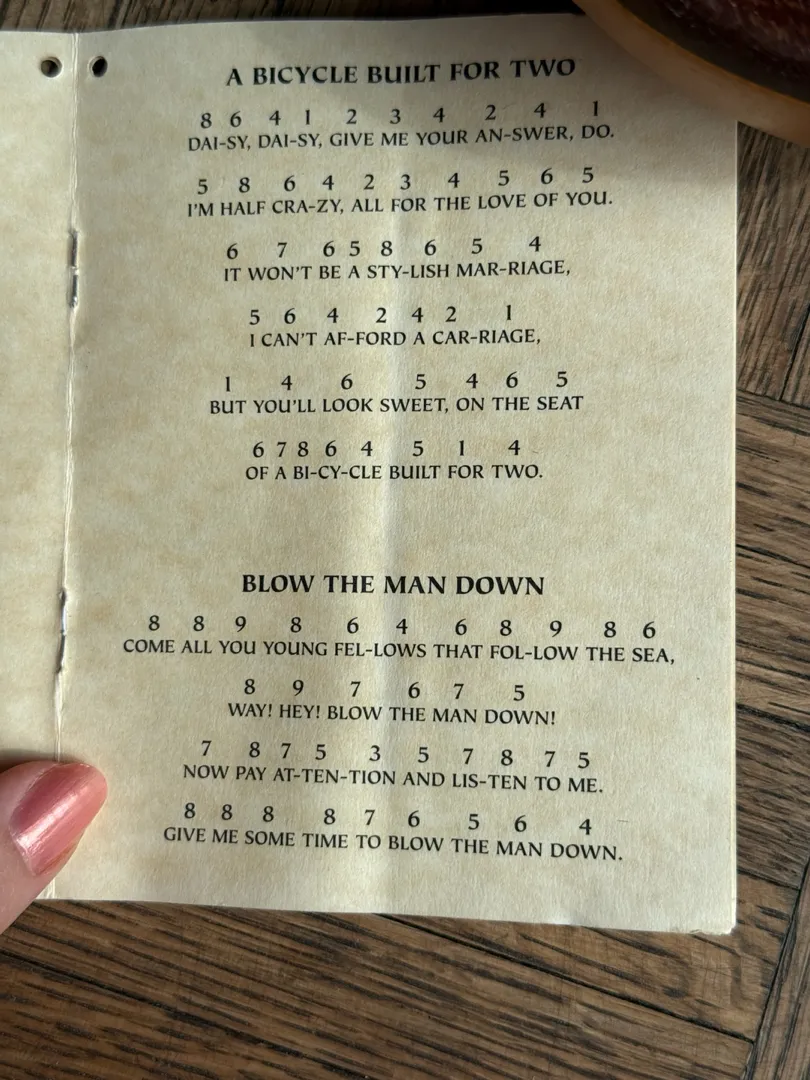 A BICYCLE BUILT FOR TWO
8 6 4 1 2 3 4 2 4 1
DAI-SY, DAI-SY, GIVE ME YOUR AN-SWER, DO.
5 8 6 4 2 3 4 5 6 5
I'M HALF CRA-ZY, ALL FOR THE LOVE OF YOU.
6 7 6 5 8 6 5 4
IT WON'T BE A STY-LISH MAR-RIAGE,
5 6 4 2 4 2 1
I CAN'T AF-FORD A CAR-RIAGE,
1 4 6 5 4 6 5
BUT YOU'LL LOOK SWEET, ON THE SEAT
6 7 8 6 4 5 1 4
OF A BI-CY-CLE BUILT FOR TWO.
BLOW THE MAN DOWN
8 8 9 8 6 4 6 8 9 8 6
COME ALL YOU YOUNG FEL-LOWS THAT FOL-LOW THE SEA,
8 9 7 6 7 5
WAY! HEY! BLOW THE MAN DOWN!
7 8 7 5 3 5 7 8 7 5
NOW PAY AT-TEN-TION AND LIS-TEN TO ME.
8 8 8 8 7 6 5 6 4
GIVE ME SOME TIME TO BLOW THE MAN DOWN.